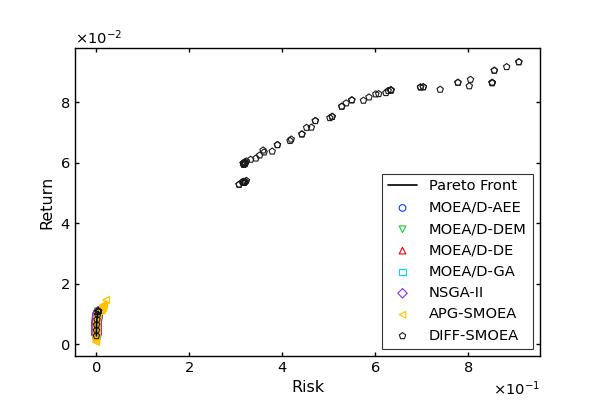 ×10⁻²
8
6
4
2
0
Return
0 2 4 6 8
Risk
×10⁻¹
Pareto Front
MOEA/D-AEE
MOEA/D-DEM
MOEA/D-DE
MOEA/D-GA
NSGA-II
APG-SMOEA
DIFF-SMOEA